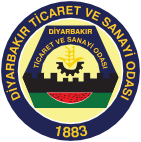 DİYARBAKIR TİCARET VE SANAYİ ODASI
DİYARBAKIR
TİCARET VE SANAYİ ODASI
1883